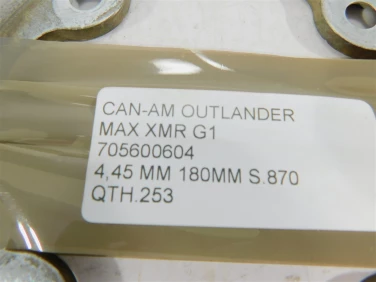 CAN-AM OUTLANDER
MAX XMR G1
705600604
4,45 MM 180MM S.870
QTH.253